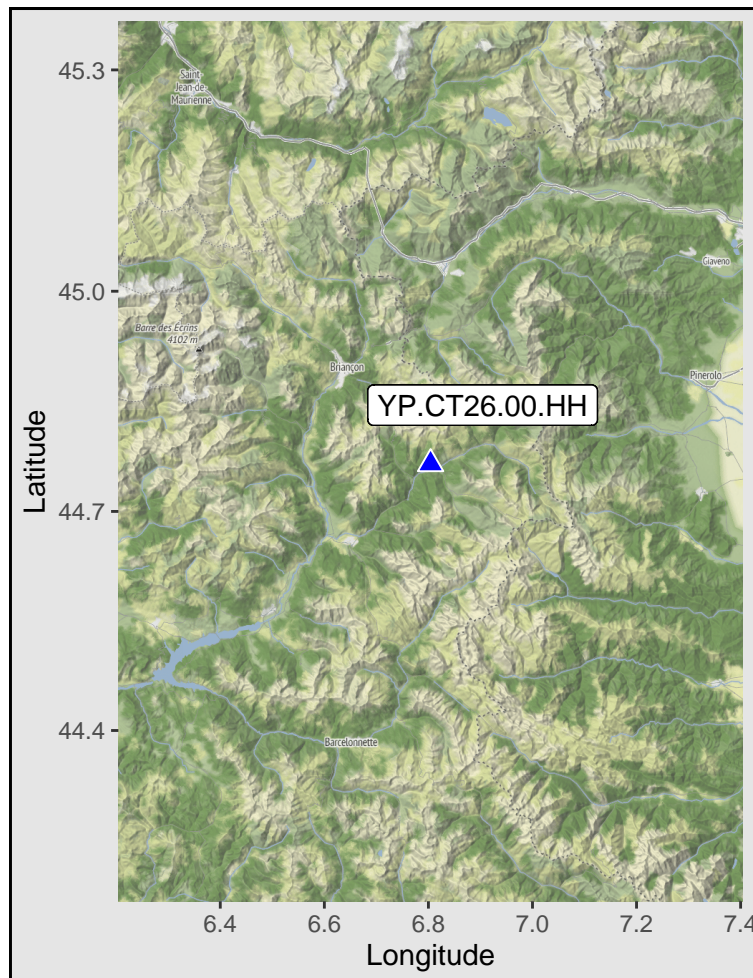 45.3
45.0
44.7
44.4
Latitude
Saint-
Jean-de-
Maurienne
Giaveno
Barre des Écrins
4102 m
Briançon
Pinerolo
YP.CT26.00.HH
Barcelonnette
6.4
6.6
6.8
7.0
7.2
7.4
Longitude